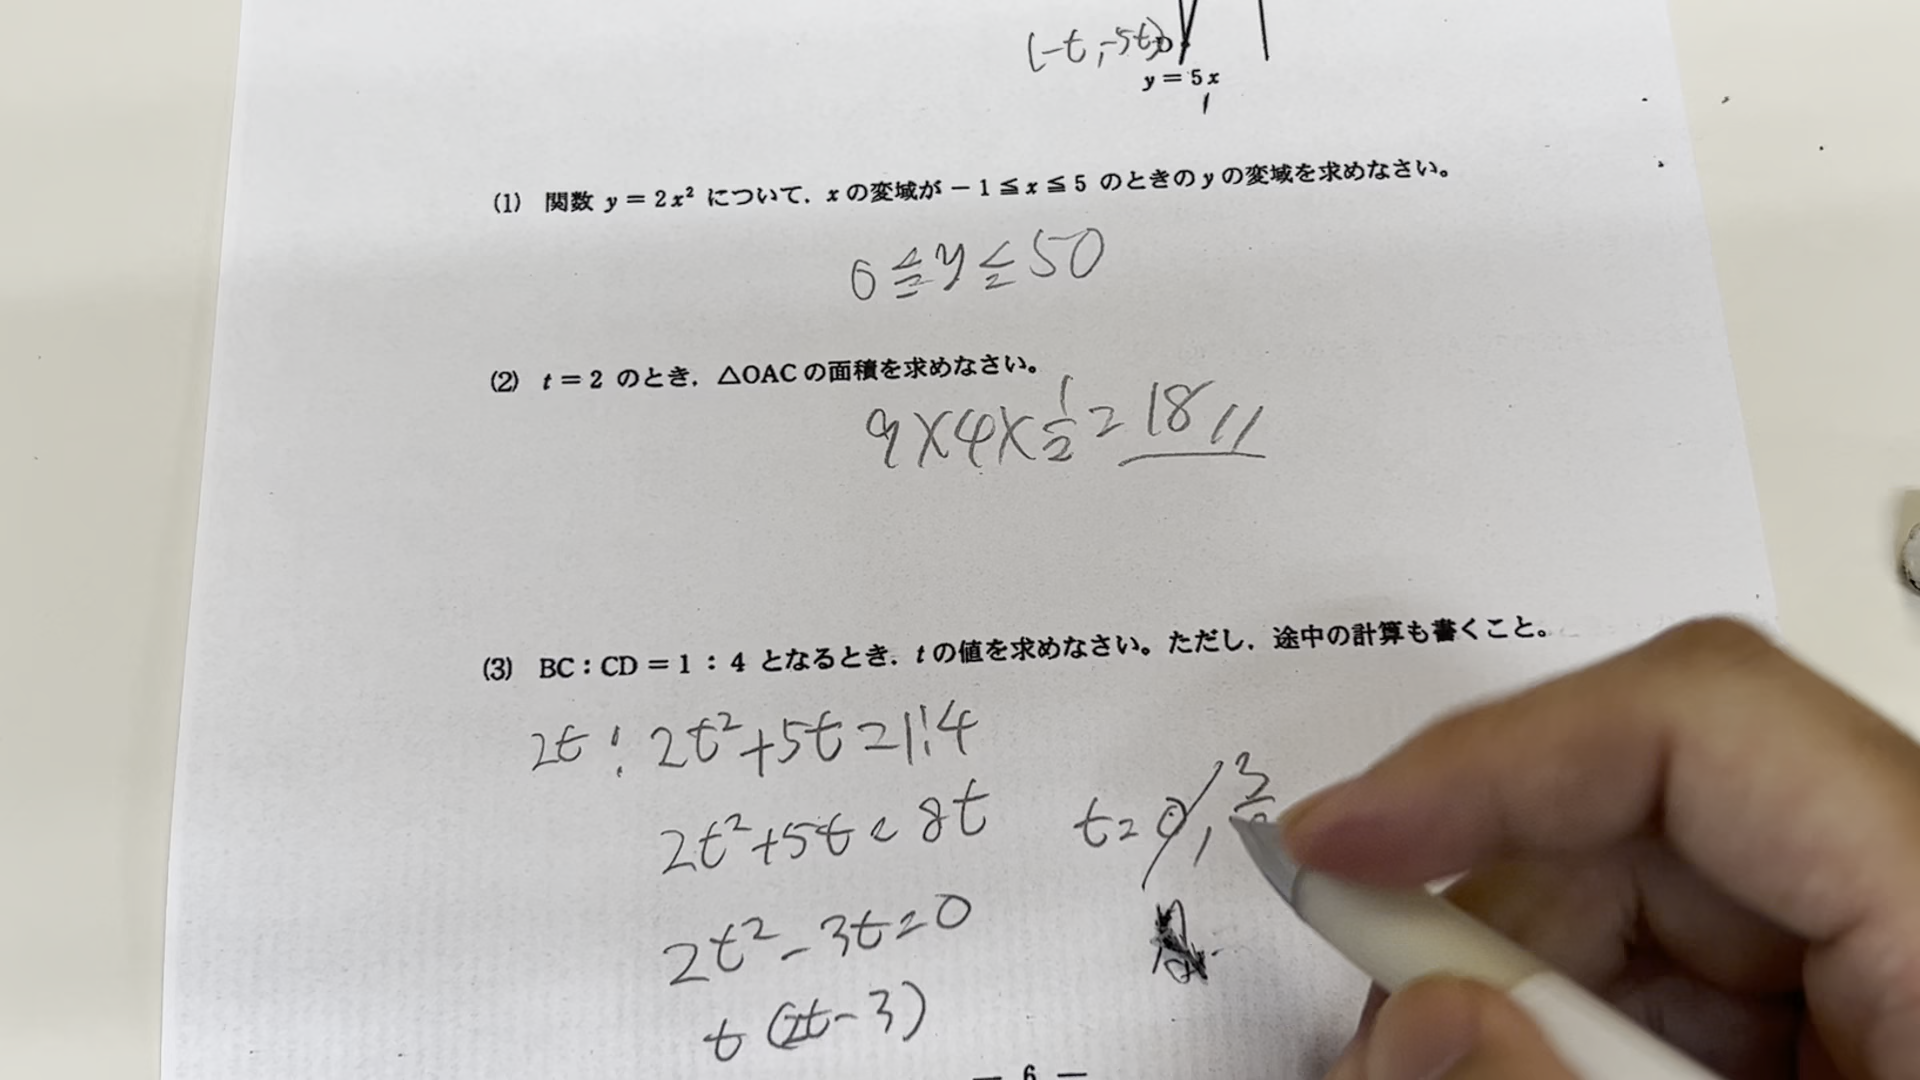 (-t, -5t)D
y = 5x
(1) 関数 y = 2x² について，x の変域が −1 ≦ x ≦ 5 のときの y の変域を求めなさい。
0 ≦ y ≦ 50
(2) t = 2 のとき，△OAC の面積を求めなさい。
9×4×1/2=18
(3) BC：CD = 1：4 となるとき，t の値を求めなさい。ただし，途中の計算も書くこと。
2t : 2t²+5t=1:4
2t²+5t=8t
t=0, 3
2t²-3t=0
t(2t-3)
— 6 —